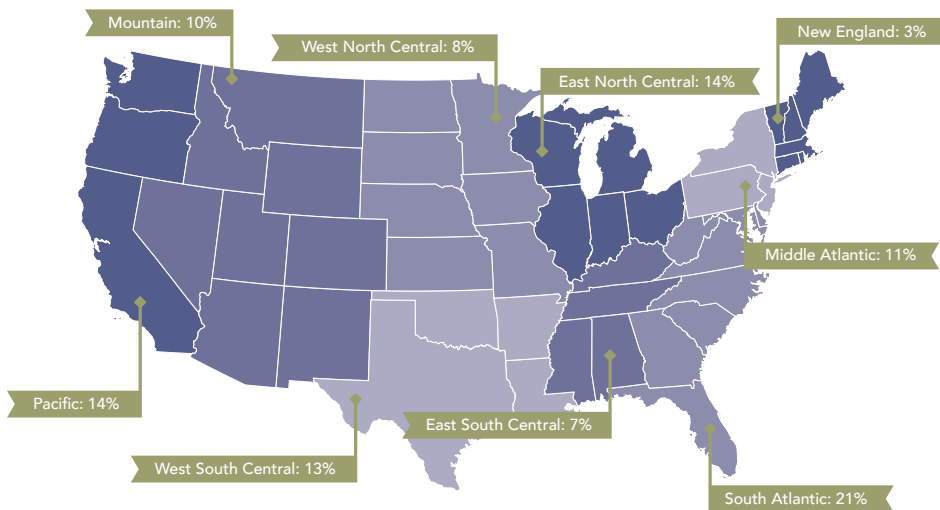 Mountain: 10%
New England: 3%
West North Central: 8%
East North Central: 14%
Middle Atlantic: 11%
Pacific: 14%
East South Central: 7%
West South Central: 13%
South Atlantic: 21%